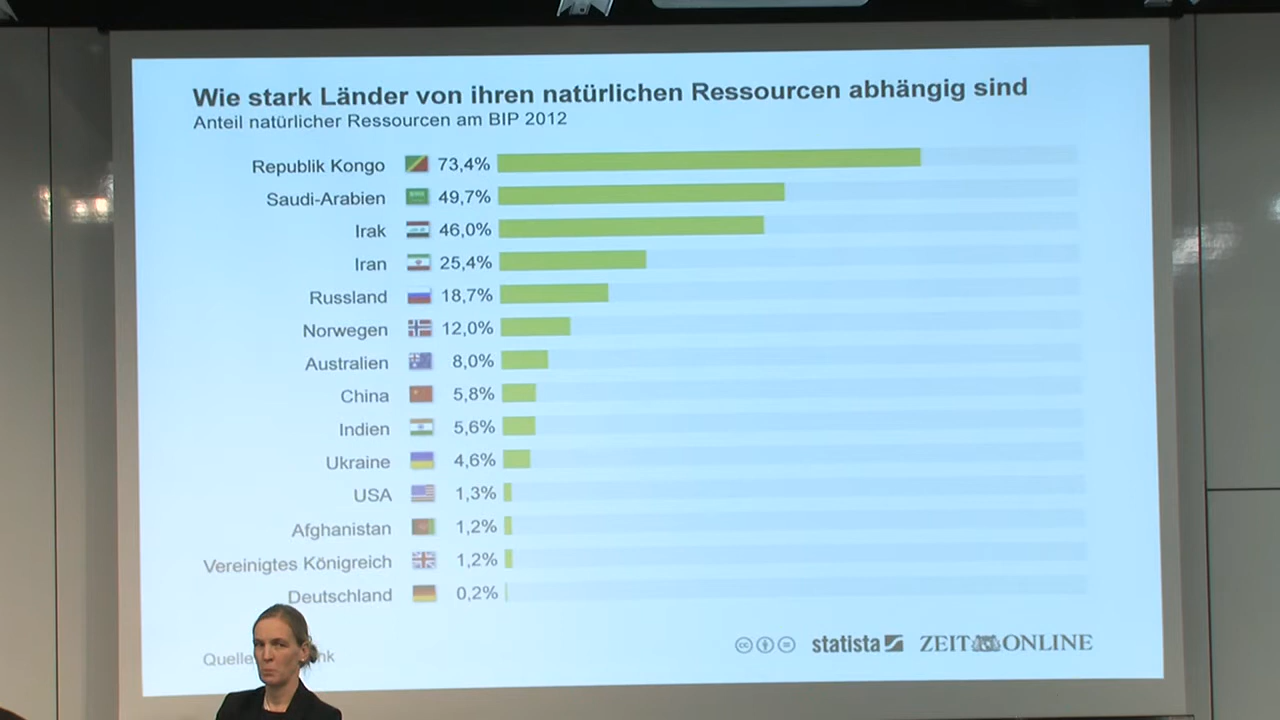 Wie stark Länder von ihren natürlichen Ressourcen abhängig sind
Anteil natürlicher Ressourcen am BIP 2012
Republik Kongo 73,4%
Saudi-Arabien 49,7%
Irak 46,0%
Iran 25,4%
Russland 18,7%
Norwegen 12,0%
Australien 8,0%
China 5,8%
Indien 5,6%
Ukraine 4,6%
USA 1,3%
Afghanistan 1,2%
Vereinigtes Königreich 1,2%
Deutschland 0,2%
Quelle
cc statista ZEIT ONLINE